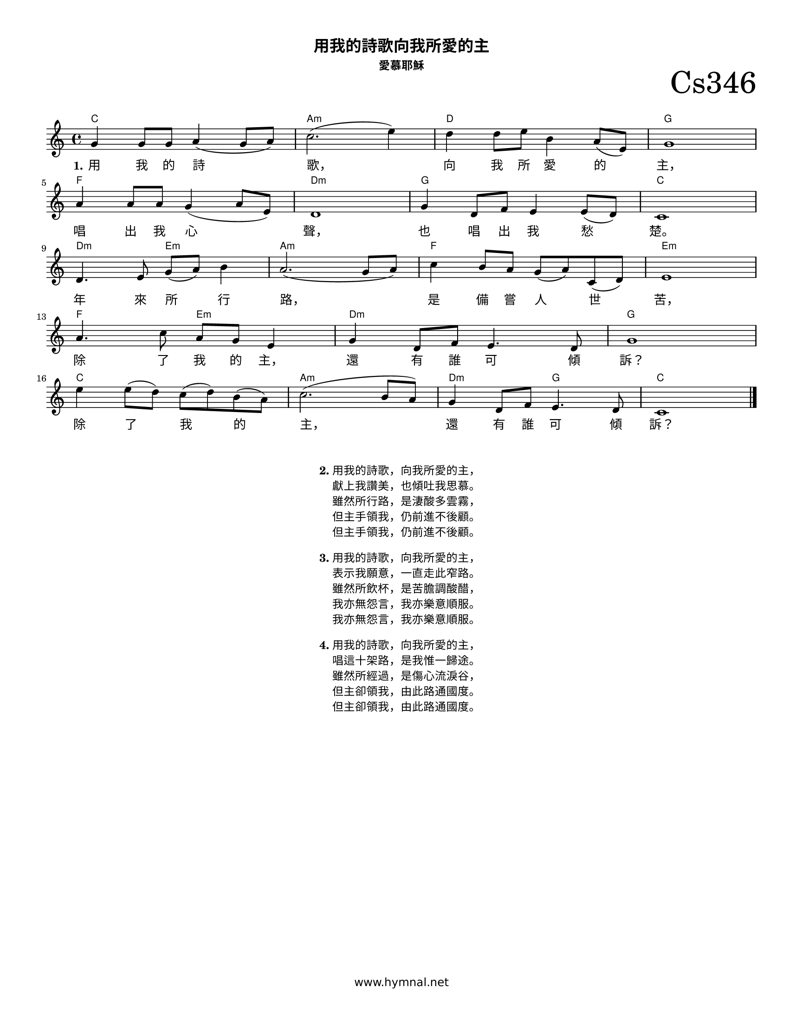 用我的詩歌向我所愛的主
愛慕耶穌
Cs346
C Am D G
1. 用 我 的 詩 歌， 向 我 所 愛 的 主，
5
F Dm G C
唱 出 我 心 聲， 也 唱 出 我 愁 楚。
9
Dm Em Am F Em
年 來 所 行 路， 是 備 嘗 人 世 苦，
13
F Em Dm G
除 了 我 的 主， 還 有 誰 可 傾 訴？
16
C Am Dm G C
除 了 我 的 主， 還 有 誰 可 傾 訴？
2. 用我的詩歌，向我所愛的主，
獻上我讚美，也傾吐我思慕。
雖然所行路，是淒酸多雲霧，
但主手領我，仍前進不後顧。
但主手領我，仍前進不後顧。
3. 用我的詩歌，向我所愛的主，
表示我願意，一直走此窄路。
雖然所飲杯，是苦膽調酸醋，
我亦無怨言，我亦樂意順服。
我亦無怨言，我亦樂意順服。
4. 用我的詩歌，向我所愛的主，
唱這十架路，是我惟一歸途。
雖然所經過，是傷心流淚谷，
但主卻領我，由此路通國度。
但主卻領我，由此路通國度。
www.hymnal.net